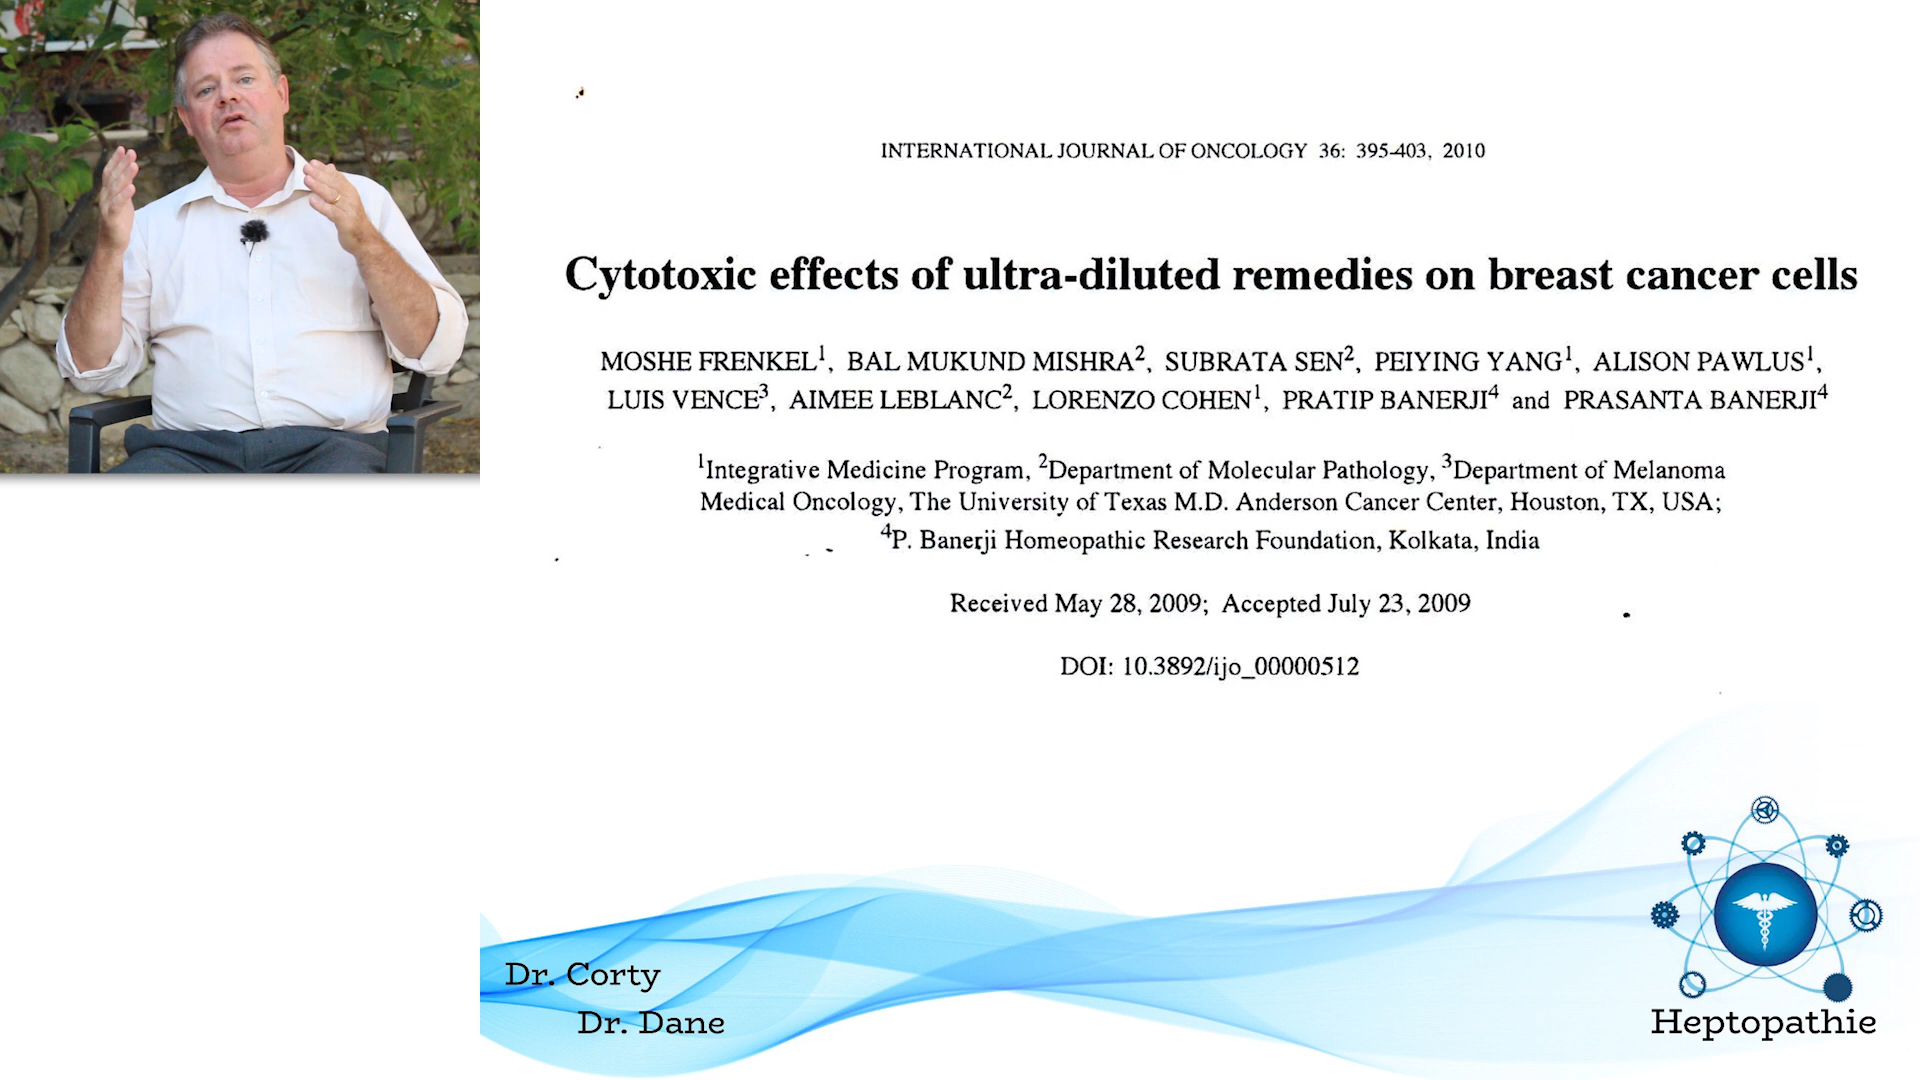 INTERNATIONAL JOURNAL OF ONCOLOGY 36: 395-403, 2010
Cytotoxic effects of ultra-diluted remedies on breast cancer cells
MOSHE FRENKEL1, BAL MUKUND MISHRA2, SUBRATA SEN2, PEIYING YANG1, ALISON PAWLUS1,
LUIS VENCE3, AIMEE LEBLANC2, LORENZO COHEN1, PRATIP BANERJI4 and PRASANTA BANERJI4
1Integrative Medicine Program, 2Department of Molecular Pathology, 3Department of Melanoma
Medical Oncology, The University of Texas M.D. Anderson Cancer Center, Houston, TX, USA;
4P. Banerji Homeopathic Research Foundation, Kolkata, India
Received May 28, 2009; Accepted July 23, 2009
DOI: 10.3892/ijo_00000512
Dr. Corty
Dr. Dane
Heptopathie